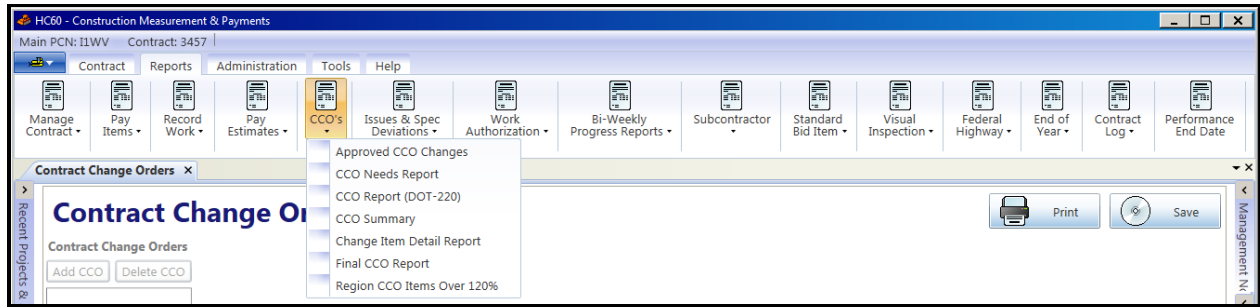 HC60 - Construction Measurement & Payments
Main PCN: I1WV Contract: 3457
Contract Reports Administration Tools Help
Manage Contract
Pay Items
Record Work
Pay Estimates
CCO's
Issues & Spec Deviations
Work Authorization
Bi-Weekly Progress Reports
Subcontractor
Standard Bid Item
Visual Inspection
Federal Highway
End of Year
Contract Log
Performance End Date
Approved CCO Changes
CCO Needs Report
CCO Report (DOT-220)
CCO Summary
Change Item Detail Report
Final CCO Report
Region CCO Items Over 120%
Contract Change Orders X
Contract Change Or
Print Save
Contract Change Orders
Add CCO Delete CCO
Recent Projects &
Management